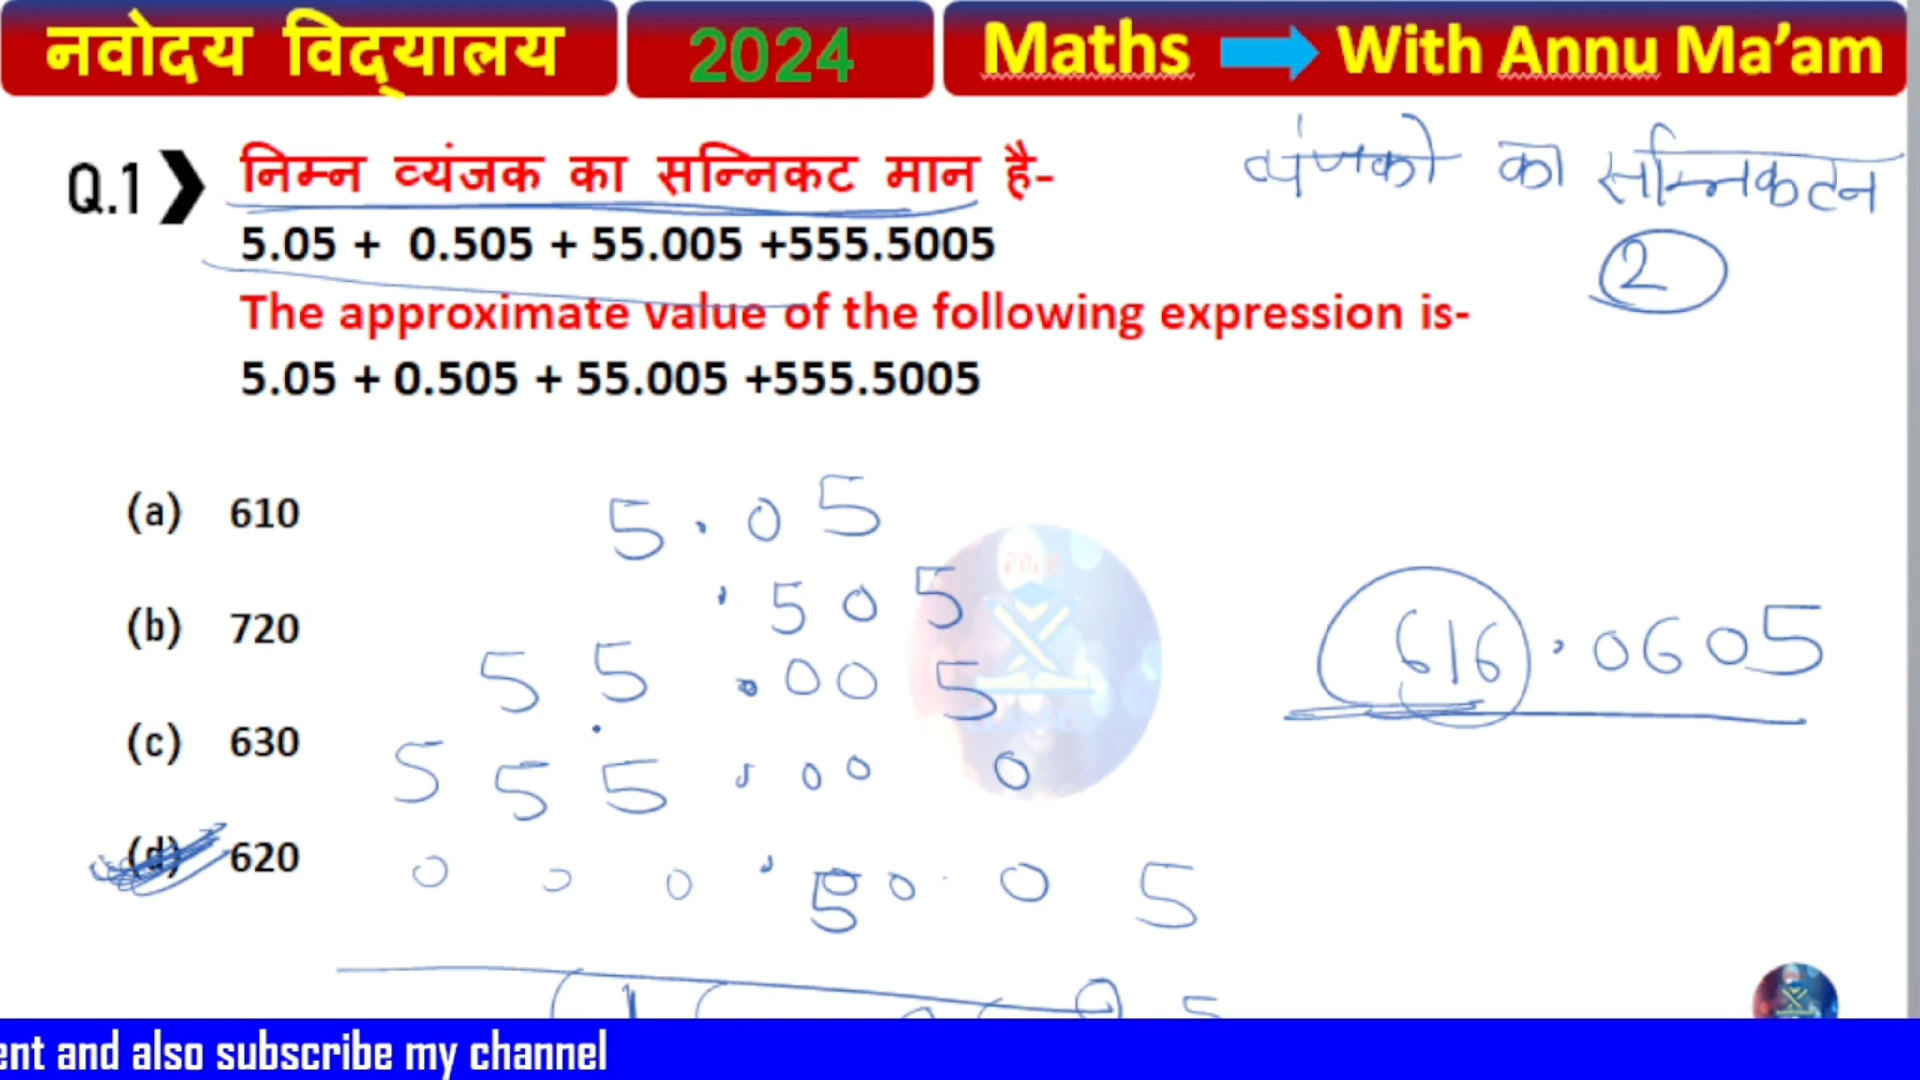 नवोदय विद्यालय 2024 Maths With Annu Ma'am
व्यंजको का सन्निकटन
2
Q.1 निम्न व्यंजक का सन्निकट मान है-
5.05 + 0.505 + 55.005 +555.5005
The approximate value of the following expression is-
5.05 + 0.505 + 55.005 +555.5005
(a) 610
(b) 720
(c) 630
(d) 620
5.05
.505
55.005
555.000
000.5005
616.0605
ent and also subscribe my channel